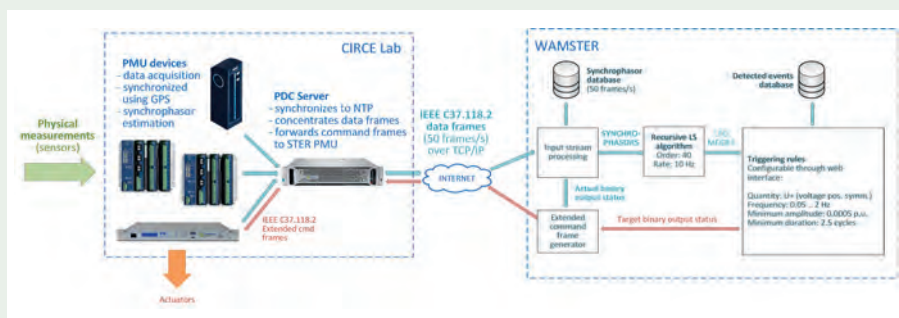 CIRCE Lab
PMU devices
- data acquisition
- synchronized
using GPS
- synchrophasor
estimation
PDC Server
- synchronizes to NTP
- concentrates data frames
- forwards command frames
to STER PMU
Physical
measurements
(sensors)
IEEE C37.118.2
Extended cmd
frames
Actuators
IEEE C37.118.2
data frames
(50 frames/s)
over TCP/IP
INTERNET
WAMSTER
Synchrophasor
database
(50 frames/s)
Detected events
database
Input stream
processing
SYNCHRO-
PHASORS
Recursive LS
algorithm
Order: 40
Rate: 10 Hz
MODES
Triggering rules
Configurable through web
interface:
Quantity: U+ (voltage pos. symm.)
Frequency: 0.05 .. 2 Hz
Minimum amplitude: 0.0005 p.u.
Minimum duration: 2.5 cycles
Actual binary
output status
Extended
command
frame
generator
Target binary output status